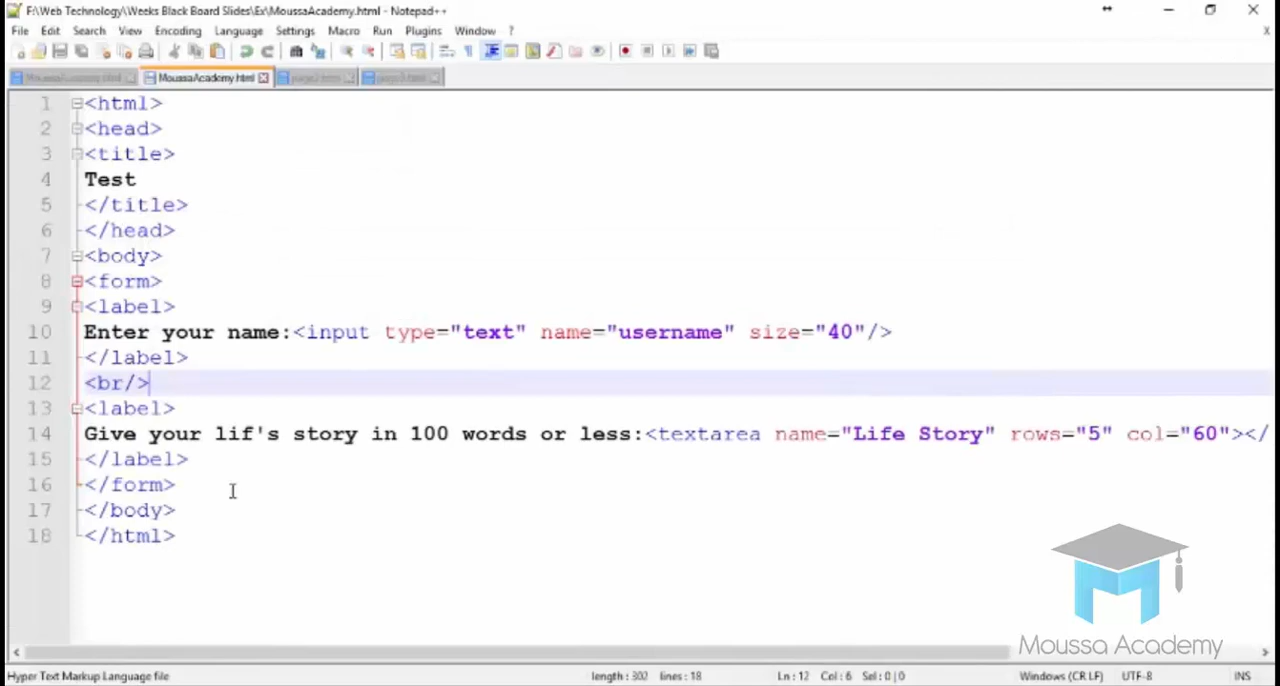 F:\Web Technology\Weeks Black Board Slides\Ex\MoussaAcademy.html - Notepad++
File Edit Search View Encoding Language Settings Macro Run Plugins Window ? X
MoussaAcademy.html
1 <html>
2 <head>
3 <title>
4 Test
5 </title>
6 </head>
7 <body>
8 <form>
9 <label>
10 Enter your name:<input type="text" name="username" size="40"/>
11 </label>
12 <br/>
13 <label>
14 Give your lif's story in 100 words or less:<textarea name="Life Story" rows="5" col="60"></
15 </label>
16 </form>
17 </body>
18 </html>
Moussa Academy
Hyper Text Markup Language file length : 302 lines : 18 Ln : 12 Col : 6 Sel : 0 | 0 Windows (CR LF) UTF-8 INS